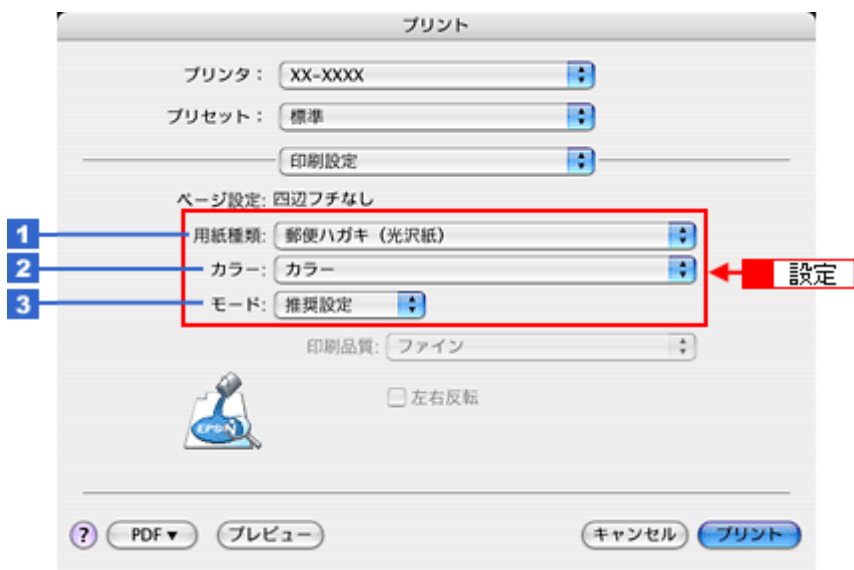 プリント
プリンタ： XX-XXXX
プリセット： 標準
印刷設定
ページ設定: 四辺フチなし
1 用紙種類: 郵便ハガキ（光沢紙）
2 カラー: カラー 設定
3 モード: 推奨設定
印刷品質: ファイン
左右反転
EPSON
? PDF▼ プレビュー キャンセル プリント